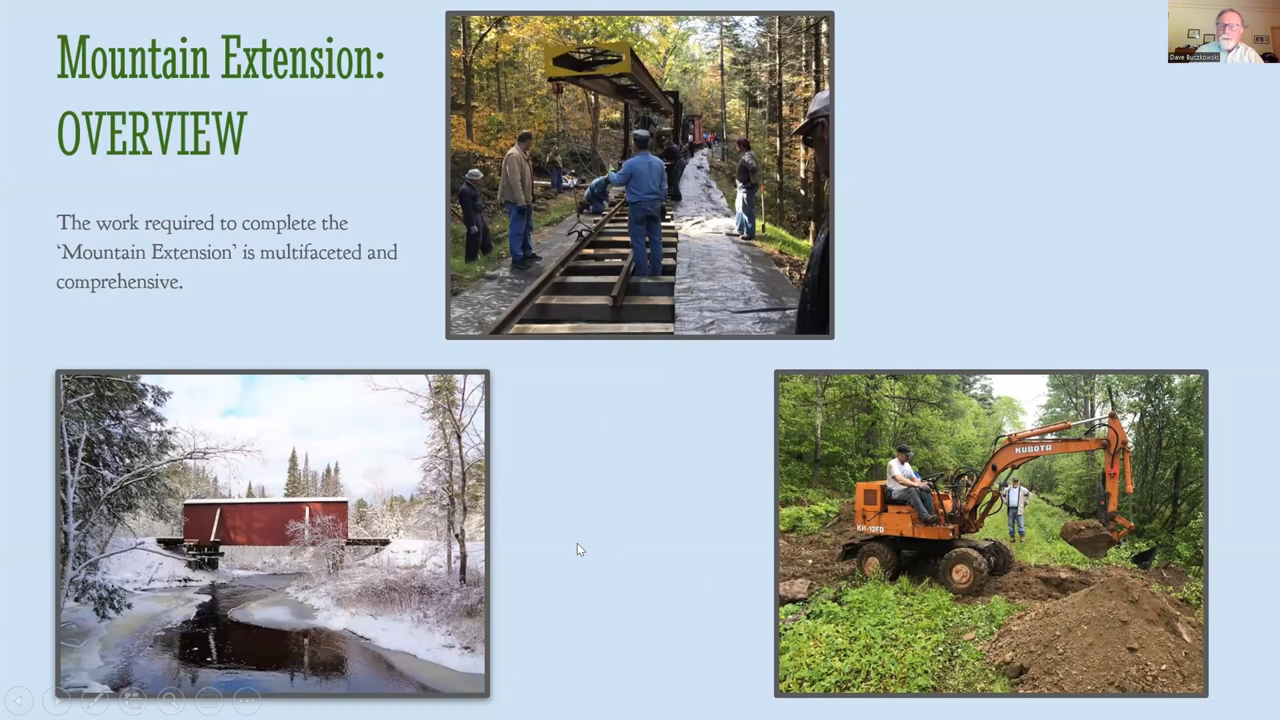 Mountain Extension:
OVERVIEW
The work required to complete the
‘Mountain Extension’ is multifaceted and
comprehensive.
Dave Buczkowski
KUBOTA
KH-12FD